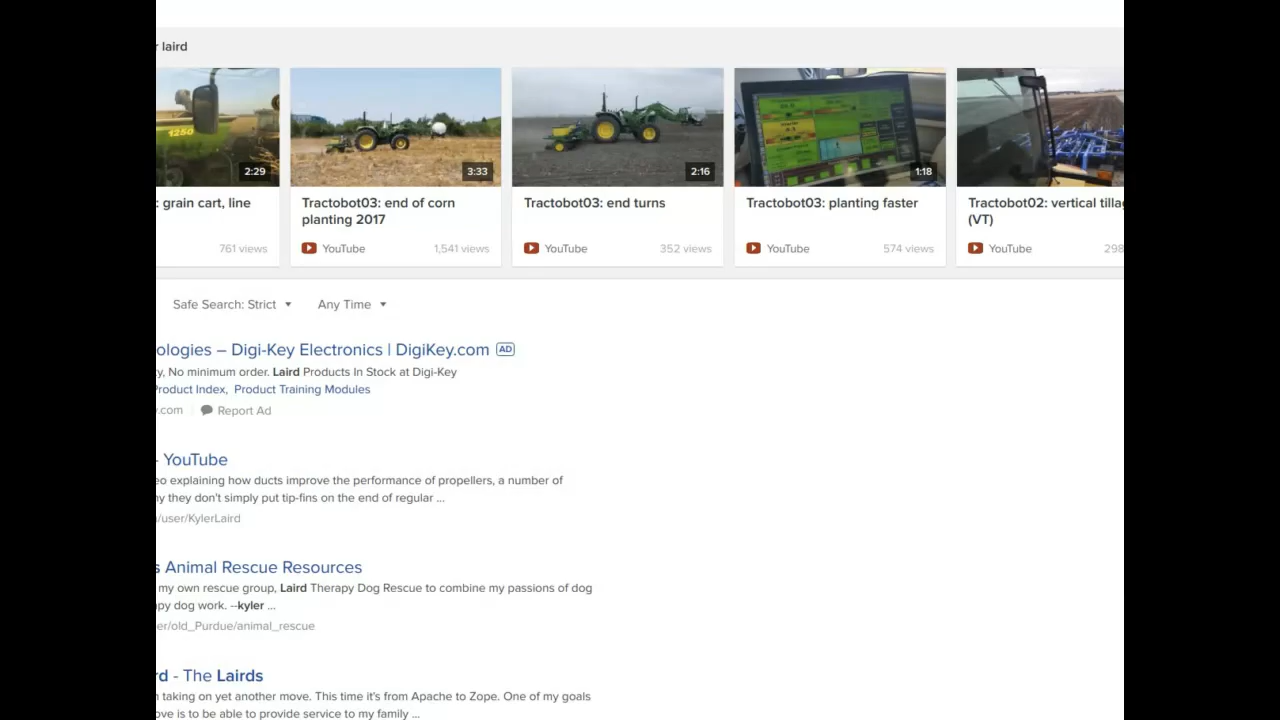 r laird
1250
2:29
3:33
2:16
1:18
: grain cart, line
Tractobot03: end of corn
planting 2017
Tractobot03: end turns
Tractobot03: planting faster
Tractobot02: vertical tilla
(VT)
761 views
YouTube
1,541 views
YouTube
352 views
YouTube
574 views
YouTube
298
Safe Search: Strict
Any Time
ologies – Digi-Key Electronics | DigiKey.com AD
y, No minimum order. Laird Products In Stock at Digi-Key
Product Index, Product Training Modules
y.com
Report Ad
- YouTube
eo explaining how ducts improve the performance of propellers, a number of
ny they don't simply put tip-fins on the end of regular ...
/user/KylerLaird
s Animal Rescue Resources
my own rescue group, Laird Therapy Dog Rescue to combine my passions of dog
apy dog work. --kyler ...
er/old_Purdue/animal_rescue
rd - The Lairds
n taking on yet another move. This time it's from Apache to Zope. One of my goals
ove is to be able to provide service to my family ...